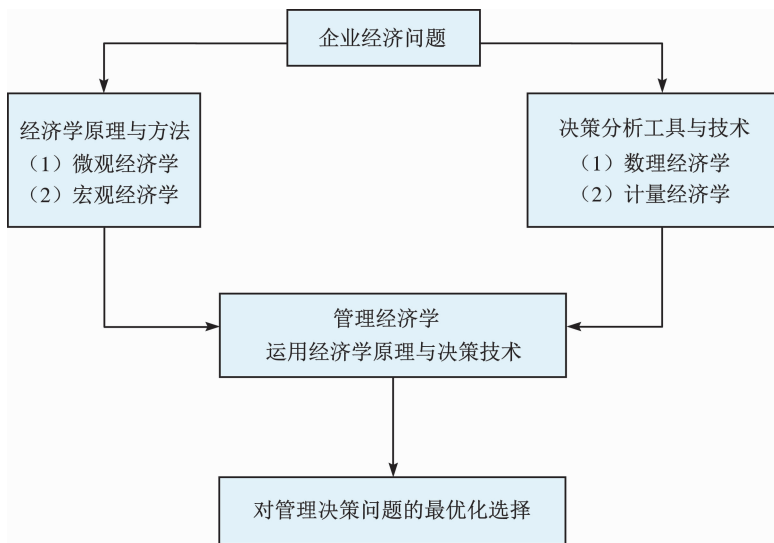 企业经济问题
经济学原理与方法
（1）微观经济学
（2）宏观经济学
决策分析工具与技术
（1）数理经济学
（2）计量经济学
管理经济学
运用经济学原理与决策技术
对管理决策问题的最优化选择